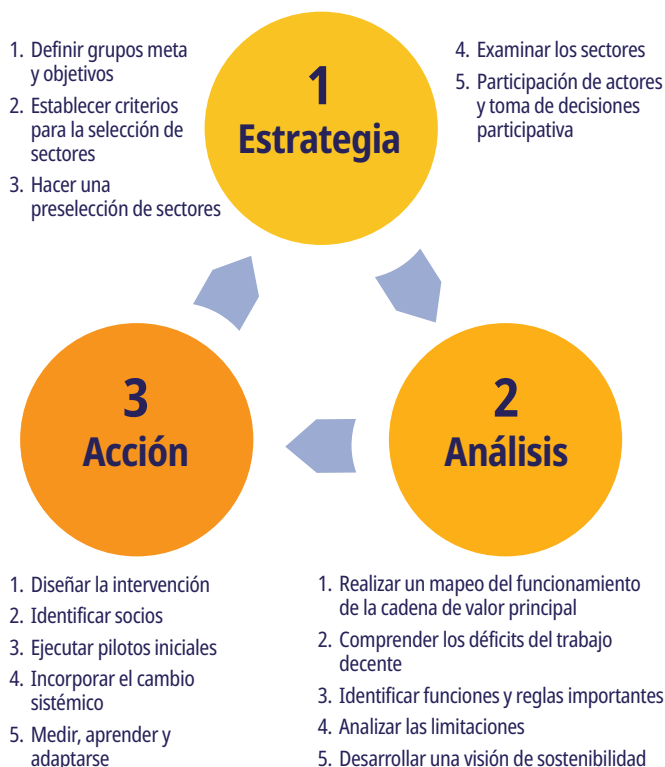 1. Definir grupos meta
y objetivos
2. Establecer criterios
para la selección de
sectores
3. Hacer una
preselección de sectores
1
Estrategia
4. Examinar los sectores
5. Participación de actores
y toma de decisiones
participativa
3
Acción
2
Análisis
1. Diseñar la intervención
2. Identificar socios
3. Ejecutar pilotos iniciales
4. Incorporar el cambio
sistémico
5. Medir, aprender y
adaptarse
1. Realizar un mapeo del funcionamiento
de la cadena de valor principal
2. Comprender los déficits del trabajo
decente
3. Identificar funciones y reglas importantes
4. Analizar las limitaciones
5. Desarrollar una visión de sostenibilidad